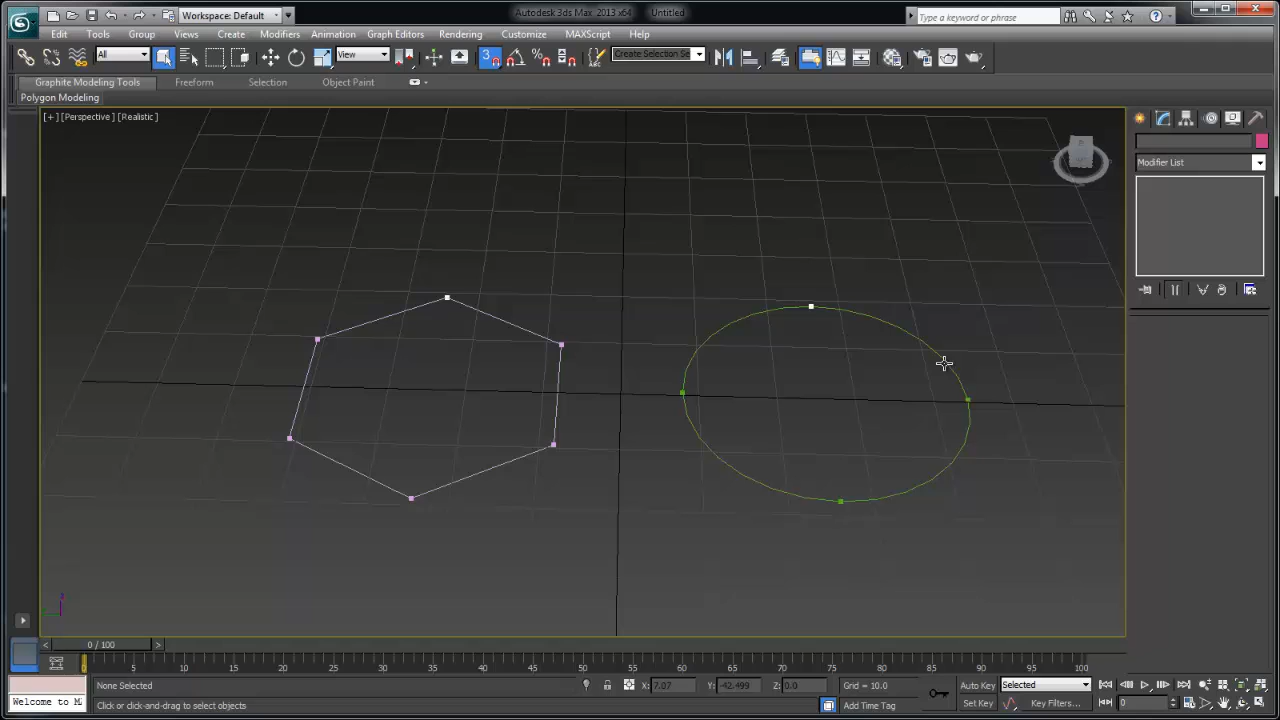 Workspace: Default
Autodesk 3ds Max 2013 x64 Untitled
Type a keyword or phrase
Edit Tools Group Views Create Modifiers Animation Graph Editors Rendering Customize MAXScript Help
All
View
3
Create Selection Se
Graphite Modeling Tools Freeform Selection Object Paint
Polygon Modeling
[+] [Perspective] [Realistic]
Modifier List
0 / 100
0 5 10 15 20 25 30 35 40 45 50 55 60 65 70 75 80 85 90 95 100
None Selected
X: 7.07 Y: -42.499 Z: 0.0
Grid = 10.0
Auto Key Selected
Welcome to M
Click or click-and-drag to select objects
Add Time Tag
Set Key Key Filters...
0